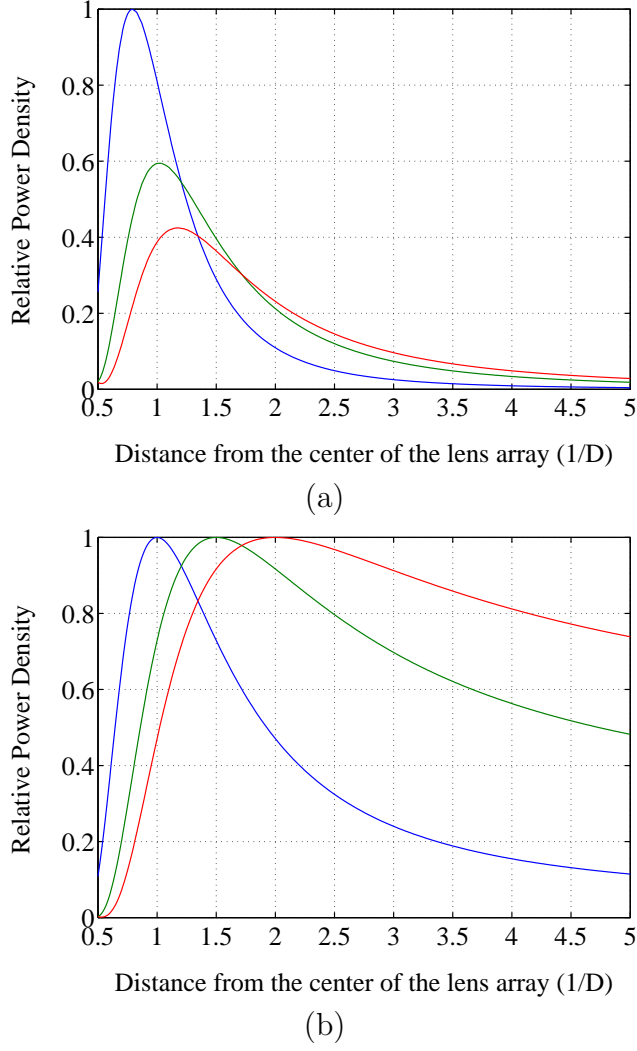 1
0.8
0.6
0.4
0.2
0
0.5 1 1.5 2 2.5 3 3.5 4 4.5 5
Relative Power Density
Distance from the center of the lens array (1/D)
(a)
1
0.8
0.6
0.4
0.2
0
0.5 1 1.5 2 2.5 3 3.5 4 4.5 5
Relative Power Density
Distance from the center of the lens array (1/D)
(b)